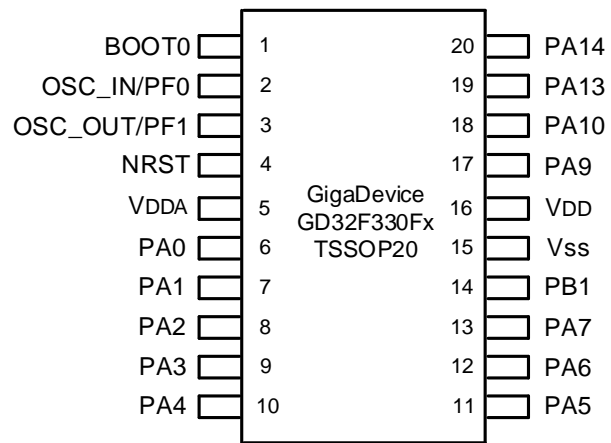 BOOT0 1 20 PA14
OSC_IN/PF0 2 19 PA13
OSC_OUT/PF1 3 18 PA10
NRST 4 17 PA9
VDDA 5 16 VDD
PA0 6 15 Vss
PA1 7 14 PB1
PA2 8 13 PA7
PA3 9 12 PA6
PA4 10 11 PA5
GigaDevice
GD32F330Fx
TSSOP20